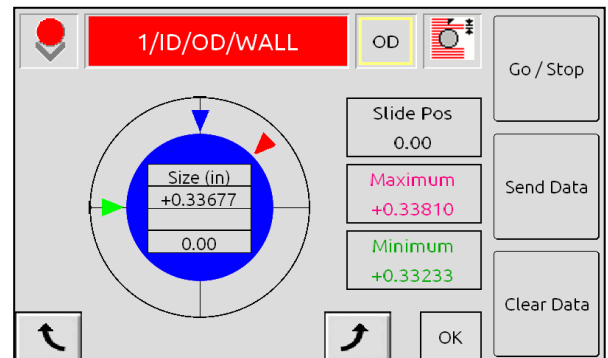 1/ID/OD/WALL
OD
Go / Stop
Slide Pos
0.00
Size (in)
+0.33677
0.00
Maximum
+0.33810
Send Data
Minimum
+0.33233
Clear Data
OK